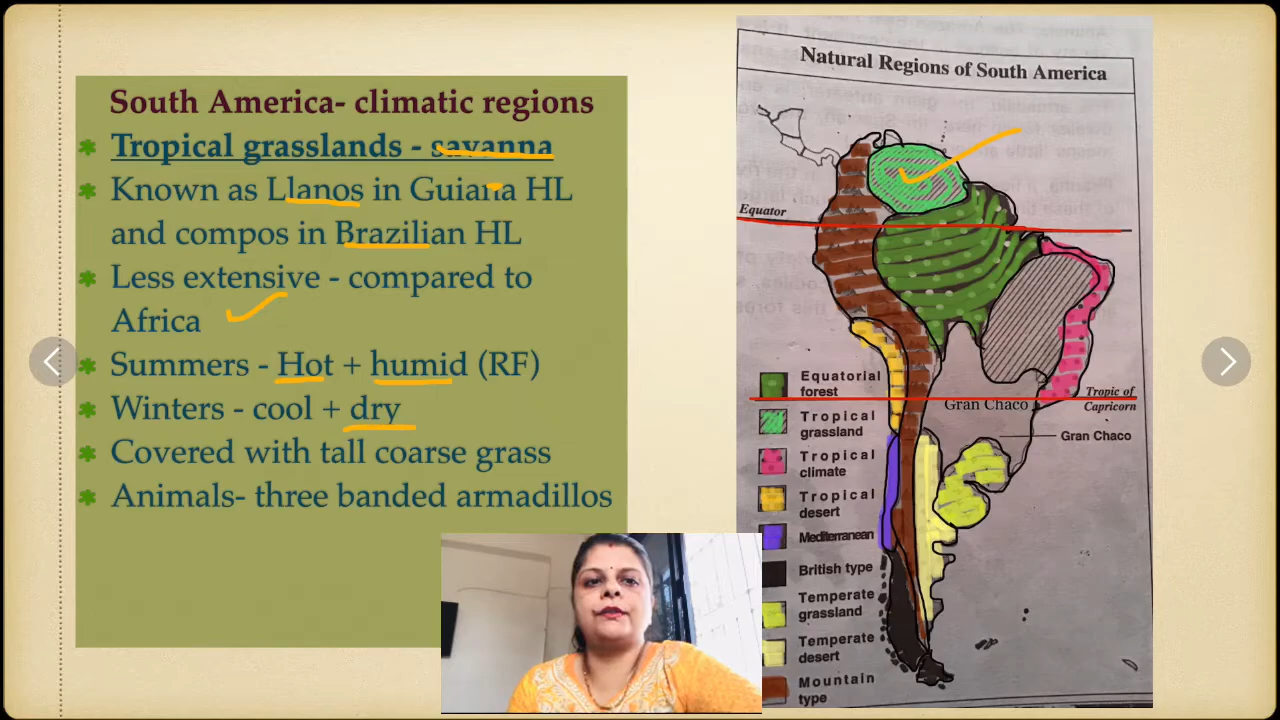 South America- climatic regions
Tropical grasslands - savanna
Known as Llanos in Guiana HL
and compos in Brazilian HL
Less extensive - compared to
Africa
Summers - Hot + humid (RF)
Winters - cool + dry
Covered with tall coarse grass
Animals- three banded armadillos
Natural Regions of South America
Equator
Tropic of
Capricorn
Gran Chaco
Gran Chaco
Equatorial
forest
Tropical
grassland
Tropical
climate
Tropical
desert
Mediterranean
British type
Temperate
grassland
Temperate
desert
Mountain
type